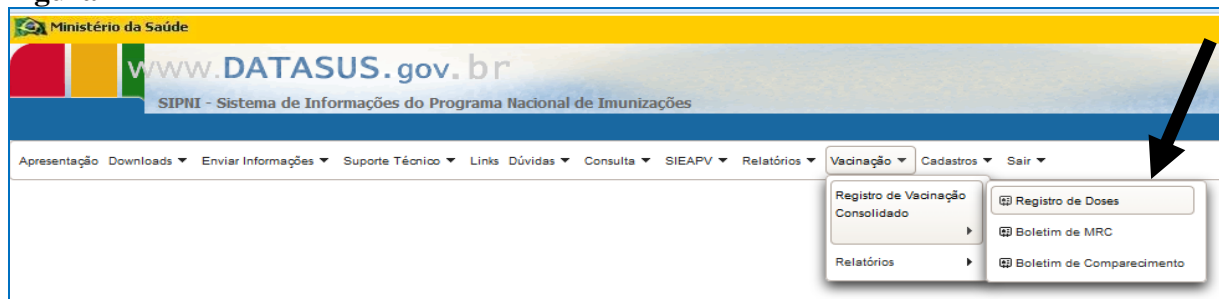 Ministério da Saúde
www.DATASUS.gov.br
SIPNI - Sistema de Informações do Programa Nacional de Imunizações
Apresentação Downloads Enviar Informações Suporte Técnico Links Dúvidas Consulta SIEAPV Relatórios Vacinação Cadastros Sair
Registro de Vacinação
Consolidado
Relatórios
Registro de Doses
Boletim de MRC
Boletim de Comparecimento